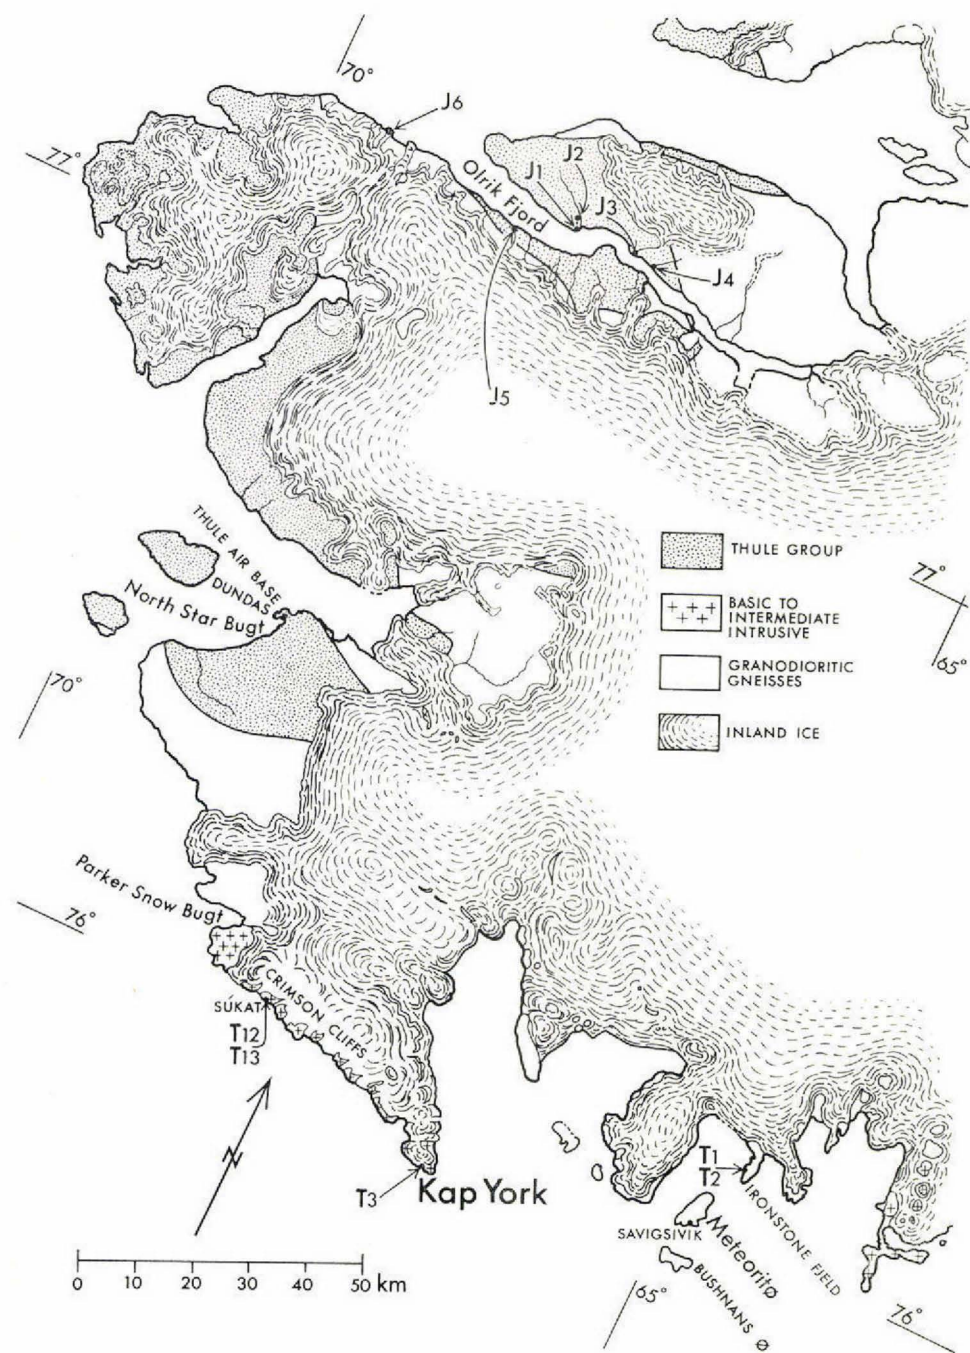 70°
J6
77°
J2
J1
Olrik Fjord
J3
J4
J5
THULE AIR BASE
DUNDAS
North Star Bugt
THULE GROUP
BASIC TO
INTERMEDIATE
INTRUSIVE
GRANODIORITIC
GNEISSES
INLAND ICE
77°
65°
70°
Parker Snow Bugt
76°
CRIMSON CLIFFS
SÚKAT
T12
T13
N
T3
Kap York
T1
T2
IRONSTONE FJELD
SAVIGSIVIK
Meteoritø
BUSHNANS Ø
0 10 20 30 40 50 km
65°
76°